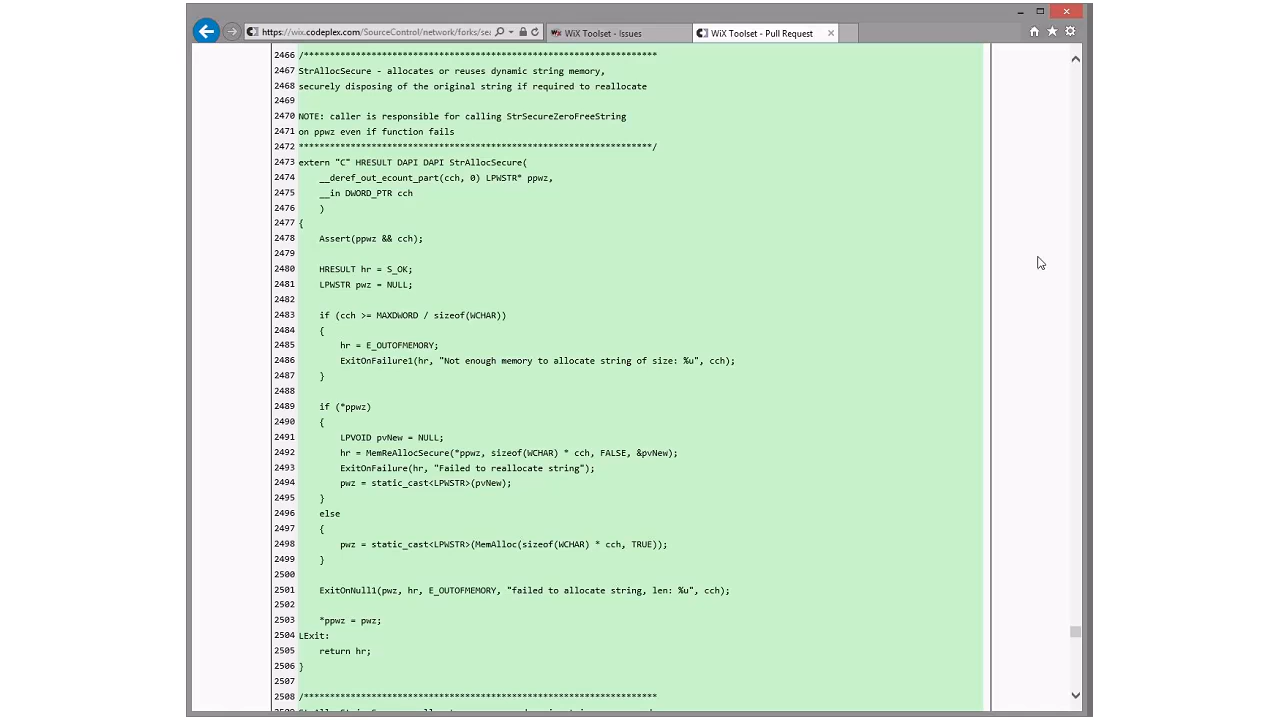 https://wix.codeplex.com/SourceControl/network/forks/sea
WiX Toolset - Issues
WiX Toolset - Pull Request
2466 /********************************************************************
2467 StrAllocSecure - allocates or reuses dynamic string memory,
2468 securely disposing of the original string if required to reallocate
2469
2470 NOTE: caller is responsible for calling StrSecureZeroFreeString
2471 on ppwz even if function fails
2472 ********************************************************************/
2473 extern "C" HRESULT DAPI DAPI StrAllocSecure(
2474     __deref_out_ecount_part(cch, 0) LPWSTR* ppwz,
2475     __in DWORD_PTR cch
2476     )
2477 {
2478     Assert(ppwz && cch);
2479
2480     HRESULT hr = S_OK;
2481     LPWSTR pwz = NULL;
2482
2483     if (cch >= MAXDWORD / sizeof(WCHAR))
2484     {
2485         hr = E_OUTOFMEMORY;
2486         ExitOnFailure1(hr, "Not enough memory to allocate string of size: %u", cch);
2487     }
2488
2489     if (*ppwz)
2490     {
2491         LPVOID pvNew = NULL;
2492         hr = MemReAllocSecure(*ppwz, sizeof(WCHAR) * cch, FALSE, &pvNew);
2493         ExitOnFailure(hr, "Failed to reallocate string");
2494         pwz = static_cast<LPWSTR>(pvNew);
2495     }
2496     else
2497     {
2498         pwz = static_cast<LPWSTR>(MemAlloc(sizeof(WCHAR) * cch, TRUE));
2499     }
2500
2501     ExitOnNull1(pwz, hr, E_OUTOFMEMORY, "failed to allocate string, len: %u", cch);
2502
2503     *ppwz = pwz;
2504 LExit:
2505     return hr;
2506 }
2507
2508 /********************************************************************